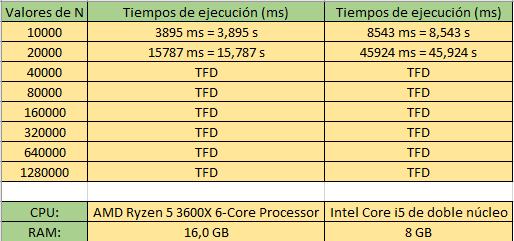 Valores de N Tiempos de ejecución (ms) Tiempos de ejecución (ms)
10000 3895 ms = 3,895 s 8543 ms = 8,543 s
20000 15787 ms = 15,787 s 45924 ms = 45,924 s
40000 TFD TFD
80000 TFD TFD
160000 TFD TFD
320000 TFD TFD
640000 TFD TFD
1280000 TFD TFD
CPU: AMD Ryzen 5 3600X 6-Core Processor Intel Core i5 de doble núcleo
RAM: 16,0 GB 8 GB